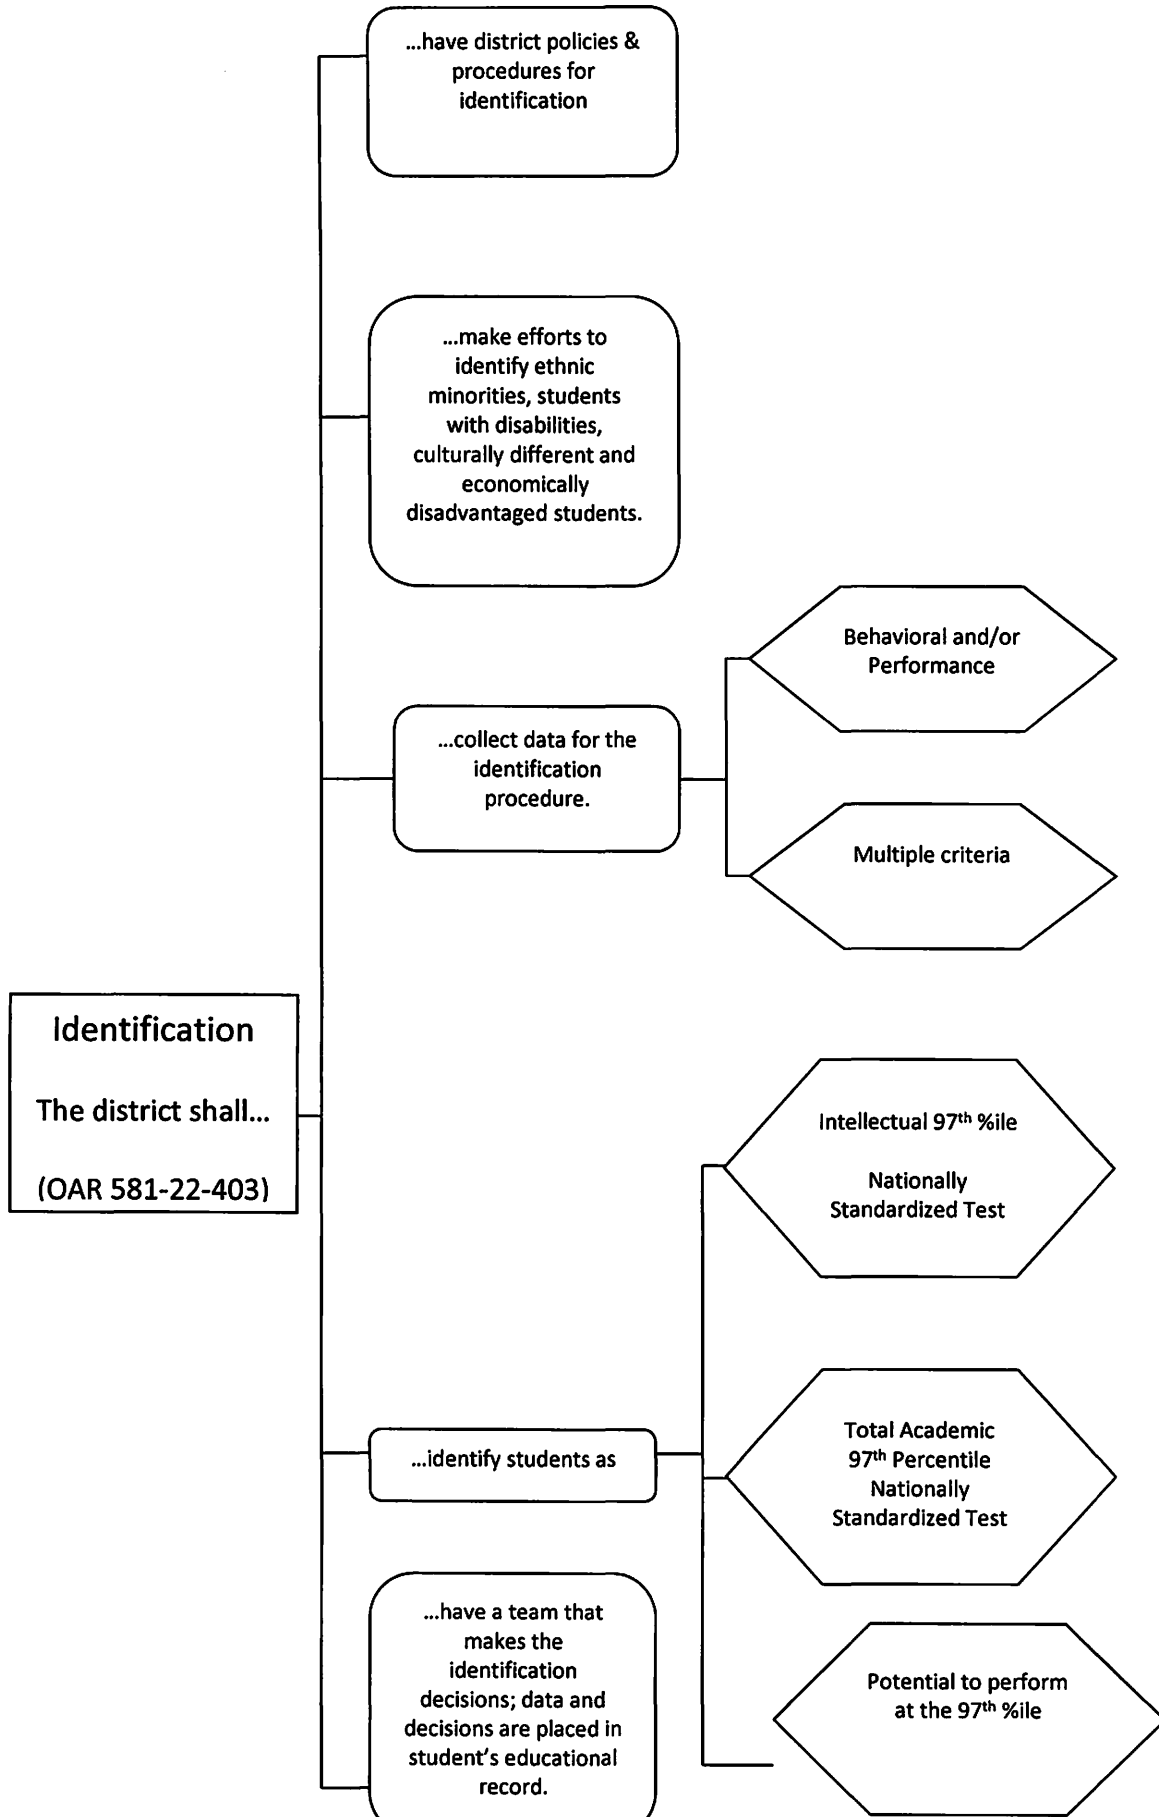 ...have district policies &
procedures for
identification
...make efforts to
identify ethnic
minorities, students
with disabilities,
culturally different and
economically
disadvantaged students.
Behavioral and/or
Performance
...collect data for the
identification
procedure.
Multiple criteria
Identification
The district shall...
(OAR 581-22-403)
Intellectual 97th %ile
Nationally
Standardized Test
Total Academic
97th Percentile
Nationally
Standardized Test
...identify students as
...have a team that
makes the
identification
decisions; data and
decisions are placed in
student's educational
record.
Potential to perform
at the 97th %ile